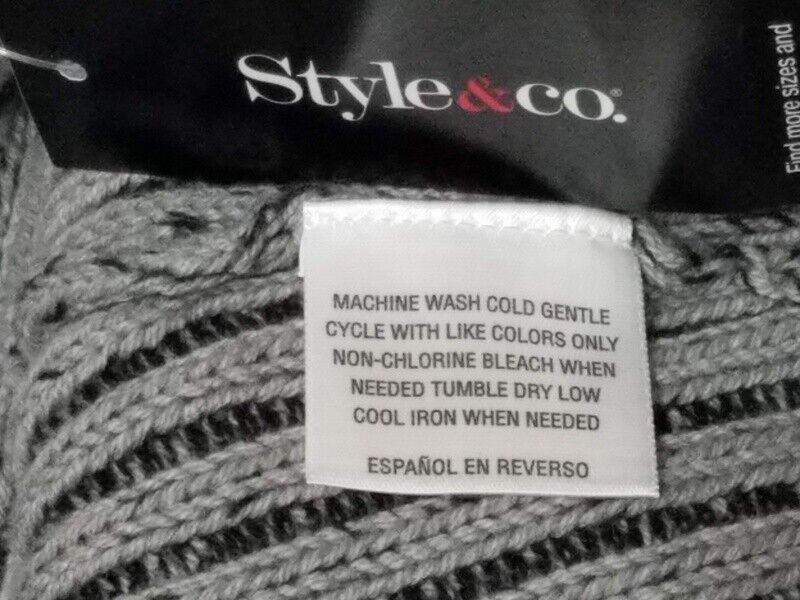 Style&co.®
Find more sizes and
MACHINE WASH COLD GENTLE
CYCLE WITH LIKE COLORS ONLY
NON-CHLORINE BLEACH WHEN
NEEDED TUMBLE DRY LOW
COOL IRON WHEN NEEDED
ESPAÑOL EN REVERSO